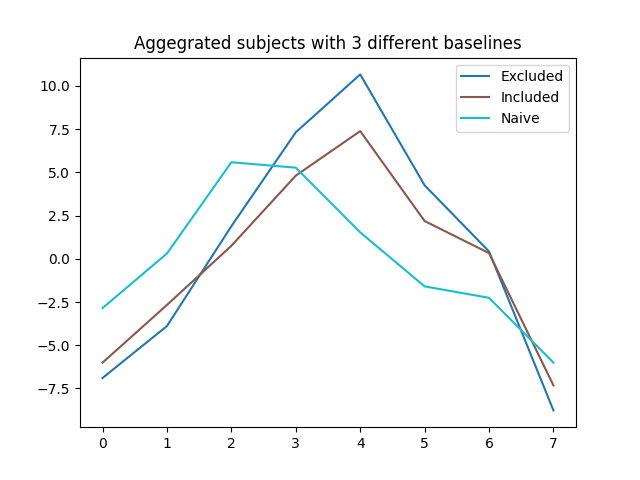 Aggegrated subjects with 3 different baselines
Excluded
Included
Naive
10.0
7.5
5.0
2.5
0.0
−2.5
−5.0
−7.5
0 1 2 3 4 5 6 7